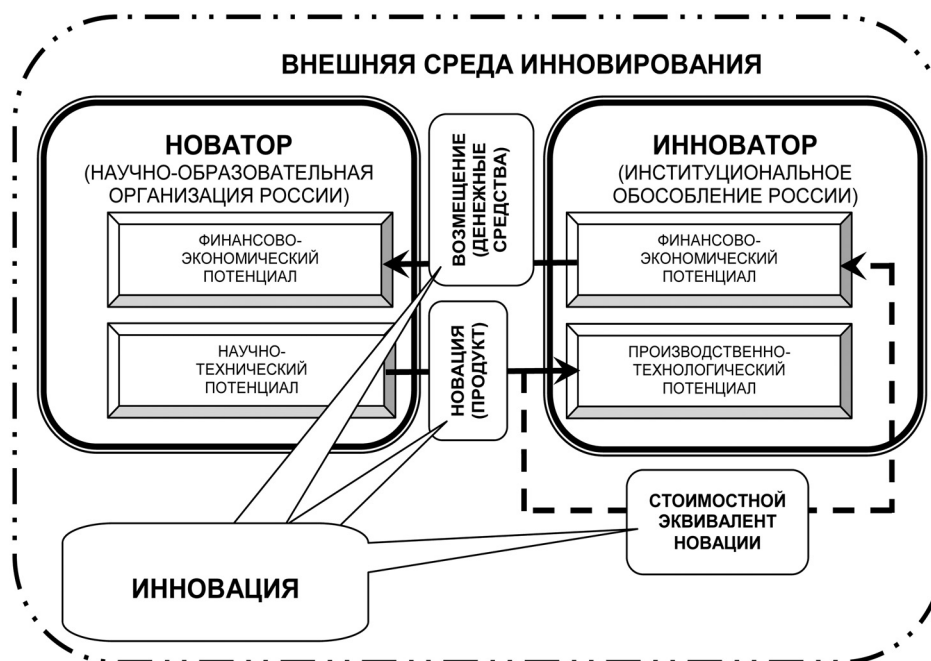 ВНЕШНЯЯ СРЕДА ИННОВИРОВАНИЯ
НОВАТОР
(НАУЧНО-ОБРАЗОВАТЕЛЬНАЯ
ОРГАНИЗАЦИЯ РОССИИ)
ФИНАНСОВО-
ЭКОНОМИЧЕСКИЙ
ПОТЕНЦИАЛ
НАУЧНО-
ТЕХНИЧЕСКИЙ
ПОТЕНЦИАЛ
ВОЗМЕЩЕНИЕ
(ДЕНЕЖНЫЕ
СРЕДСТВА)
НОВАЦИЯ
(ПРОДУКТ)
ИННОВАТОР
(ИНСТИТУЦИОНАЛЬНОЕ
ОБОСОБЛЕНИЕ РОССИИ)
ФИНАНСОВО-
ЭКОНОМИЧЕСКИЙ
ПОТЕНЦИАЛ
ПРОИЗВОДСТВЕННО-
ТЕХНОЛОГИЧЕСКИЙ
ПОТЕНЦИАЛ
СТОИМОСТНОЙ
ЭКВИВАЛЕНТ
НОВАЦИИ
ИННОВАЦИЯ